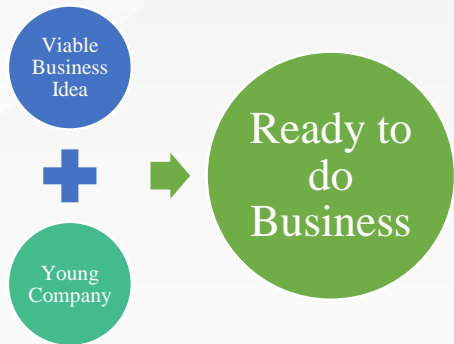 Viable
Business
Idea
Young
Company
Ready to
do
Business